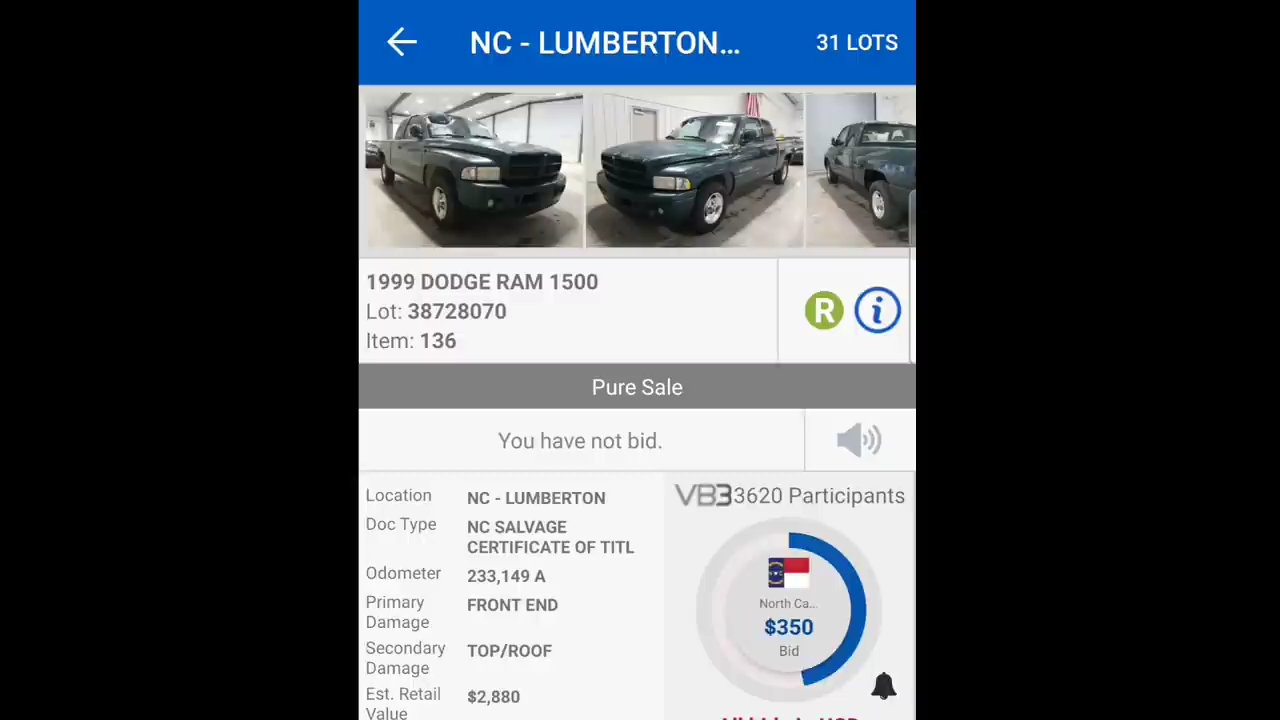 NC - LUMBERTON... 31 LOTS
1999 DODGE RAM 1500
Lot: 38728070
Item: 136
R i
Pure Sale
You have not bid.
Location NC - LUMBERTON
Doc Type NC SALVAGE
CERTIFICATE OF TITL
Odometer 233,149 A
Primary
Damage FRONT END
Secondary
Damage TOP/ROOF
Est. Retail
Value $2,880
VB3 3620 Participants
North Ca...
$350
Bid